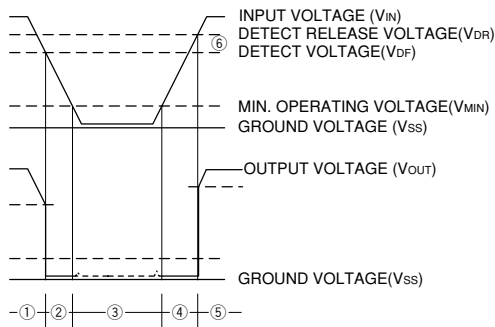 INPUT VOLTAGE (VIN)
DETECT RELEASE VOLTAGE(VDR)
⑥ DETECT VOLTAGE(VDF)
MIN. OPERATING VOLTAGE(VMIN)
GROUND VOLTAGE (VSS)
OUTPUT VOLTAGE (VOUT)
GROUND VOLTAGE(VSS)
① ② ③ ④ ⑤